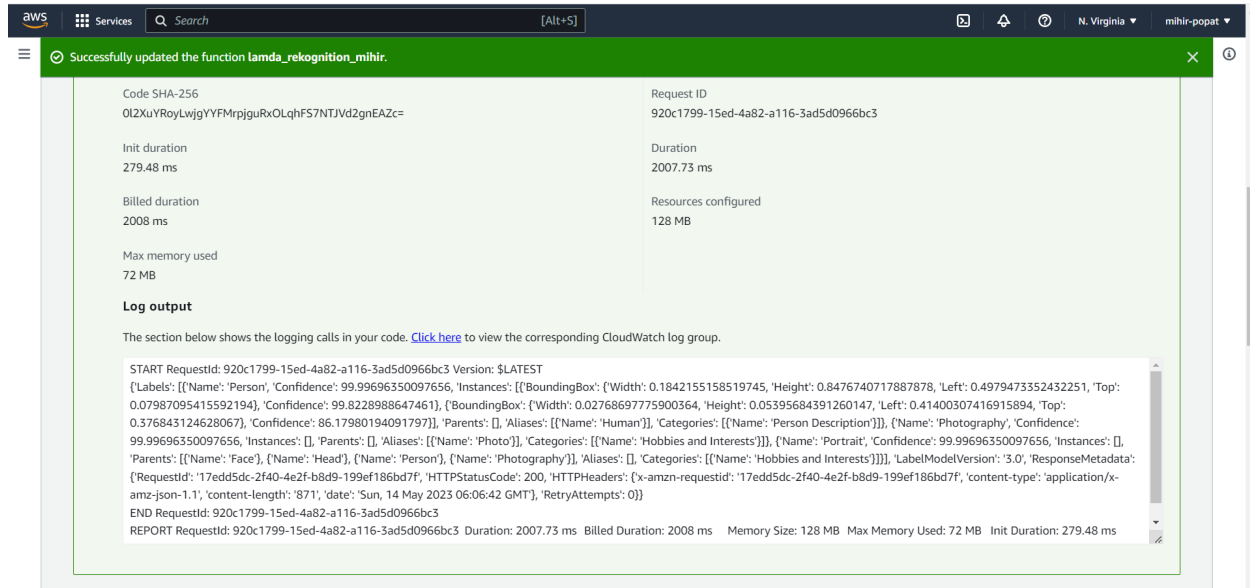 aws Services Search [Alt+S] N. Virginia ▼ mihir-popat ▼
Successfully updated the function lamda_rekognition_mihir.
Code SHA-256
0l2XuYRoyLwjgYYFMrpjguRxOLqhFS7NTJVd2gnEAZc=
Request ID
920c1799-15ed-4a82-a116-3ad5d0966bc3
Init duration
279.48 ms
Duration
2007.73 ms
Billed duration
2008 ms
Resources configured
128 MB
Max memory used
72 MB
Log output
The section below shows the logging calls in your code. Click here to view the corresponding CloudWatch log group.
START RequestId: 920c1799-15ed-4a82-a116-3ad5d0966bc3 Version: $LATEST
{'Labels': [{'Name': 'Person', 'Confidence': 99.99696350097656, 'Instances': [{'BoundingBox': {'Width': 0.1842155158519745, 'Height': 0.8476740717887878, 'Left': 0.4979473352432251, 'Top':
0.07987095415592194}, 'Confidence': 99.8228988647461}, {'BoundingBox': {'Width': 0.02768697775900364, 'Height': 0.05395684391260147, 'Left': 0.41400307416915894, 'Top':
0.376843124628067}, 'Confidence': 86.17980194091797}], 'Parents': [], 'Aliases': [{'Name': 'Human'}], 'Categories': [{'Name': 'Person Description'}]}, {'Name': 'Photography', 'Confidence':
99.99696350097656, 'Instances': [], 'Parents': [], 'Aliases': [{'Name': 'Photo'}], 'Categories': [{'Name': 'Hobbies and Interests'}]}, {'Name': 'Portrait', 'Confidence': 99.99696350097656, 'Instances': [],
'Parents': [{'Name': 'Face'}, {'Name': 'Head'}, {'Name': 'Person'}, {'Name': 'Photography'}], 'Aliases': [], 'Categories': [{'Name': 'Hobbies and Interests'}]}], 'LabelModelVersion': '3.0', 'ResponseMetadata':
{'RequestId': '17edd5dc-2f40-4e2f-b8d9-199ef186bd7f', 'HTTPStatusCode': 200, 'HTTPHeaders': {'x-amzn-requestid': '17edd5dc-2f40-4e2f-b8d9-199ef186bd7f', 'content-type': 'application/x-
amz-json-1.1', 'content-length': '871', 'date': 'Sun, 14 May 2023 06:06:42 GMT'}, 'RetryAttempts': 0}}
END RequestId: 920c1799-15ed-4a82-a116-3ad5d0966bc3
REPORT RequestId: 920c1799-15ed-4a82-a116-3ad5d0966bc3 Duration: 2007.73 ms Billed Duration: 2008 ms Memory Size: 128 MB Max Memory Used: 72 MB Init Duration: 279.48 ms